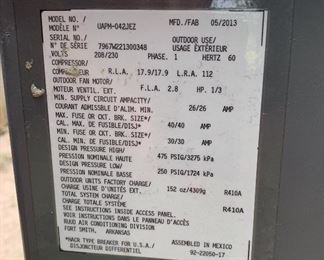 MODEL NO./ MFD./FAB 05/2013
MODÈLE N° UAPM-042JEZ
SERIAL NO./ OUTDOOR USE/
N° DE SÉRIE 7967W221300348 USAGE EXTÉRIEUR
VOLTS 208/230 PHASE. 1 HERTZ 60
COMPRESSOR/
COMPRESSEUR R.L.A. 17.9/17.9 L.R.A. 112
OUTDOOR FAN MOTOR/
MOTEUR VENTIL. EXT. F.L.A. 2.8 HP. 1/3
MIN. SUPPLY CIRCUIT AMPACITY/
COURANT ADMISSIBLE D'ALIM. MIN. 26/26 AMP
MAX. FUSE OR CKT. BRK. SIZE*/
CAL. MAX. DE FUSIBLE/DISJ* 40/40 AMP
MIN. FUSE OR CKT. BRK. SIZE*/
CAL. MIN. DE FUSIBLE/DISJ* 30/30 AMP
DESIGN PRESSURE HIGH/
PRESSION NOMINALE HAUTE 475 PSIG/3275 kPa
DESIGN PRESSURE LOW/
PRESSION NOMINALE BASSE 250 PSIG/1724 kPa
OUTDOOR UNITS FACTORY CHARGE/
CHARGE USINE D'UNITÉS EXT. 152 oz/4309g R410A
TOTAL SYSTEM CHARGE/
CHARGE TOTALE SYSTÈME R410A
SEE INSTRUCTIONS INSIDE ACCESS PANEL.
VOIR INSTRUCTIONS DANS LE PANNEAU D'ACCÈS
RUUD AIR CONDITIONING DIVISION
FORT SMITH, ARKANSAS
*HACR TYPE BREAKER FOR U.S.A./ ASSEMBLED IN MEXICO
DISJONCTEUR DIFFERENTIEL 92-22050-17